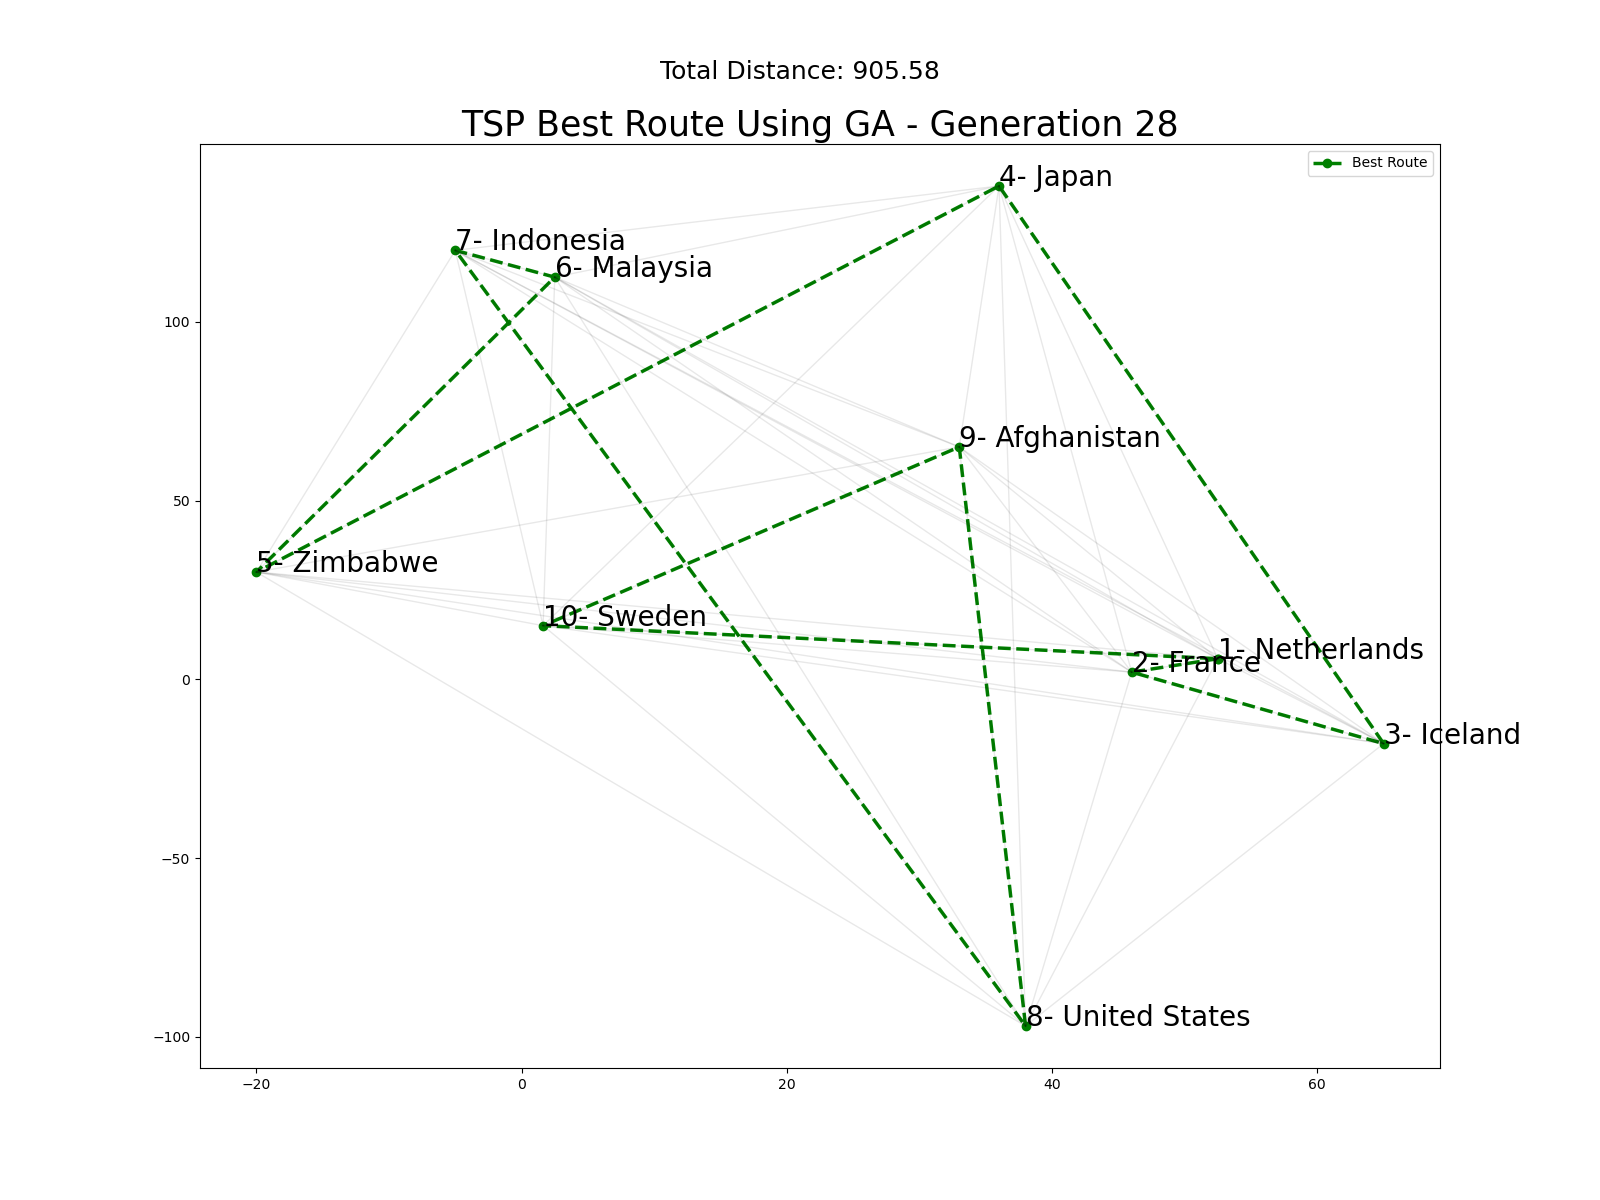 Total Distance: 905.58
TSP Best Route Using GA - Generation 28
Best Route
4- Japan
7- Indonesia
6- Malaysia
9- Afghanistan
5- Zimbabwe
10- Sweden
1- Netherlands
2- France
3- Iceland
8- United States
100
50
0
−50
−100
−20
0
20
40
60